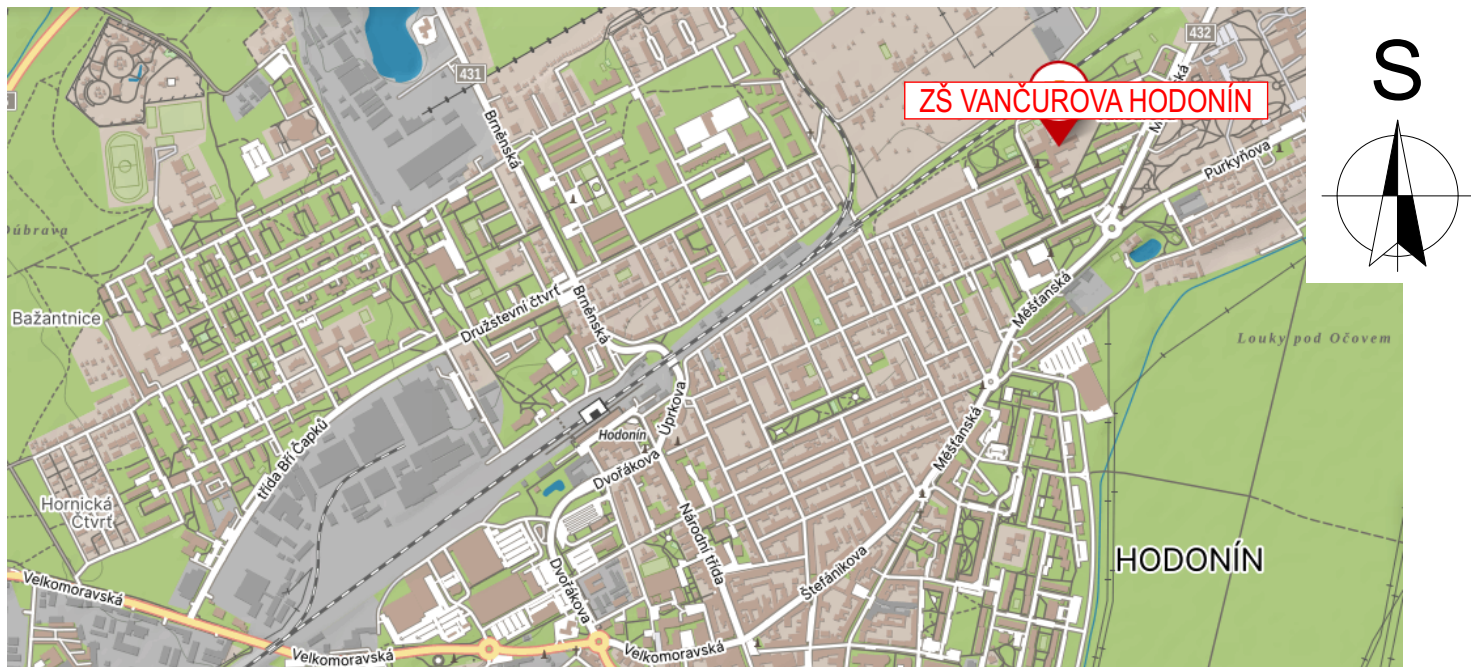 S
432
ZŠ VANČUROVA HODONÍN
431
Brněnská
Purkyňova
Dúbrava
Bažantnice
Družstevní čtvrť
Brněnská
Měšťanská
Louky pod Očovem
Úprkova
Hodonín
třída Bří Čapků
Dvořákova
Měšťanská
Hornická
Čtvrť
Národní třída
Štefánikova
HODONÍN
Dvořákova
Velkomoravská
Velkomoravská
Velkomoravská